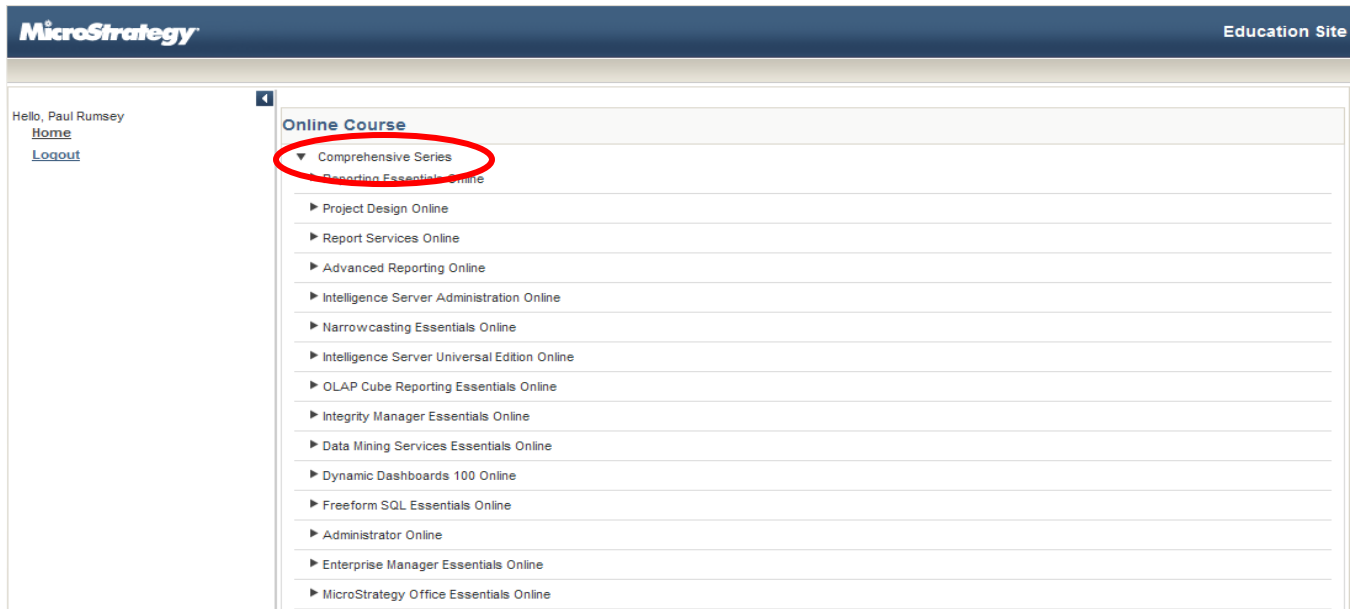 MicroStrategy
Education Site
Hello, Paul Rumsey
Home
Logout
Online Course
Comprehensive Series
Reporting Essentials Online
Project Design Online
Report Services Online
Advanced Reporting Online
Intelligence Server Administration Online
Narrowcasting Essentials Online
Intelligence Server Universal Edition Online
OLAP Cube Reporting Essentials Online
Integrity Manager Essentials Online
Data Mining Services Essentials Online
Dynamic Dashboards 100 Online
Freeform SQL Essentials Online
Administrator Online
Enterprise Manager Essentials Online
MicroStrategy Office Essentials Online